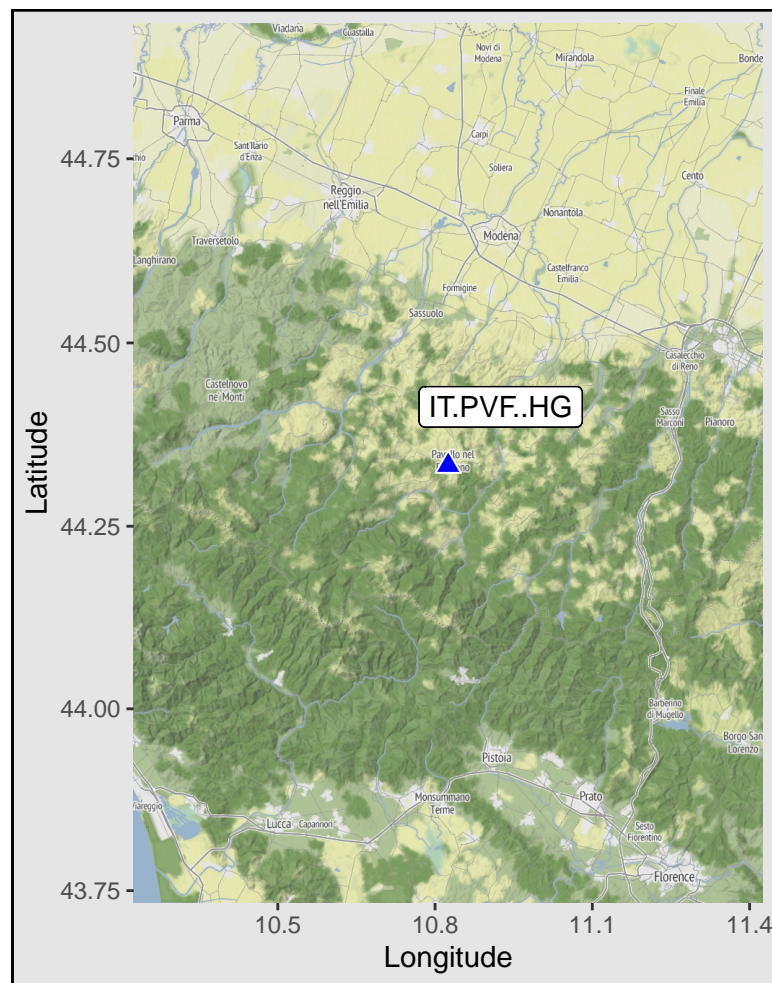 Viadana
Guastalla
Novi di
Modena
Mirandola
Finale
Emilia
Parma
Carpi
Sant'Ilario
d'Enza
Soliera
44.75
Cento
Reggio
nell'Emilia
Nonantola
Modena
Traversetolo
Langhirano
Castelfranco
Emilia
Formigine
Sassuolo
44.50
Casalecchio
di Reno
Castelnovo
ne' Monti
IT.PVF..HG
Sasso
Marconi
Pianoro
Latitude
44.25
44.00
Barberino
di Mugello
Borgo San
Lorenzo
Pistoia
Monsummano
Terme
Prato
Lucca
Capannori
Sesto
Fiorentino
Florence
43.75
10.5
10.8
11.1
11.4
Longitude